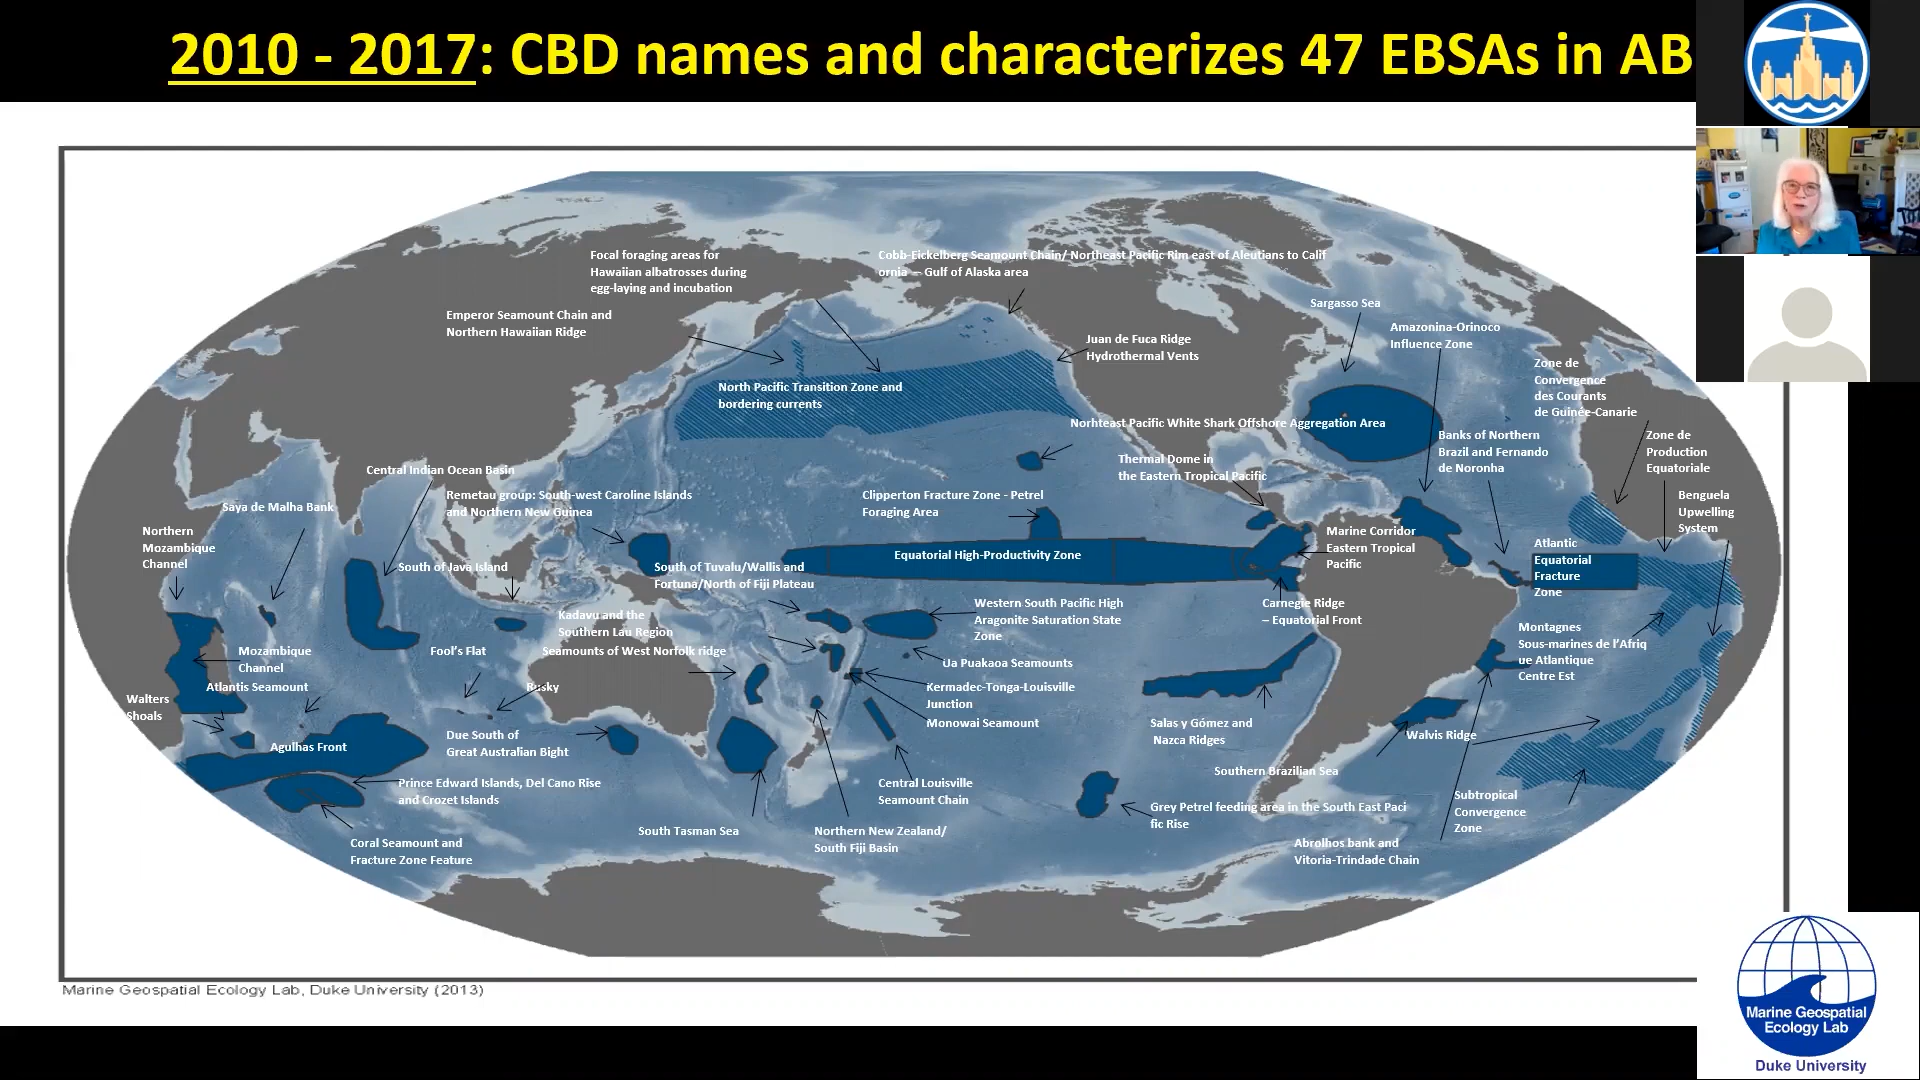 2010 - 2017: CBD names and characterizes 47 EBSAs in AB
Focal foraging areas for
Hawaiian albatrosses during
egg-laying and incubation
Cobb-Eickelberg Seamount Chain/ Northeast Pacific Rim east of Aleutians to Calif
ornia – Gulf of Alaska area
Emperor Seamount Chain and
Northern Hawaiian Ridge
Sargasso Sea
Amazonina-Orinoco
Influence Zone
Juan de Fuca Ridge
Hydrothermal Vents
Zone de
Convergence
des Courants
de Guinée-Canarie
North Pacific Transition Zone and
bordering currents
Norhteast Pacific White Shark Offshore Aggregation Area
Banks of Northern
Brazil and Fernando
de Noronha
Zone de
Production
Equatoriale
Thermal Dome in
the Eastern Tropical Pacific
Central Indian Ocean Basin
Remetau group: South-west Caroline Islands
and Northern New Guinea
Clipperton Fracture Zone - Petrel
Foraging Area
Benguela
Upwelling
System
Saya de Malha Bank
Northern
Mozambique
Channel
Marine Corridor
Eastern Tropical
Pacific
Atlantic
Equatorial
Fracture
Zone
Equatorial High-Productivity Zone
South of Java Island
South of Tuvalu/Wallis and
Fortuna/North of Fiji Plateau
Kadavu and the
Southern Lau Region
Western South Pacific High
Aragonite Saturation State
Zone
Carnegie Ridge
– Equatorial Front
Montagnes
Sous-marines de l'Afriq
ue Atlantique
Centre Est
Mozambique
Channel
Fool's Flat
Seamounts of West Norfolk ridge
Ua Puakaoa Seamounts
Atlantis Seamount
Rusky
Kermadec-Tonga-Louisville
Junction
Walters
Shoals
Monowai Seamount
Salas y Gómez and
Nazca Ridges
Agulhas Front
Due South of
Great Australian Bight
Walvis Ridge
Prince Edward Islands, Del Cano Rise
and Crozet Islands
Central Louisville
Seamount Chain
Southern Brazilian Sea
Grey Petrel feeding area in the South East Paci
fic Rise
Subtropical
Convergence
Zone
South Tasman Sea
Northern New Zealand/
South Fiji Basin
Coral Seamount and
Fracture Zone Feature
Abrolhos bank and
Vitoria-Trindade Chain
Marine Geospatial Ecology Lab, Duke University (2013)
Marine Geospatial
Ecology Lab
Duke University